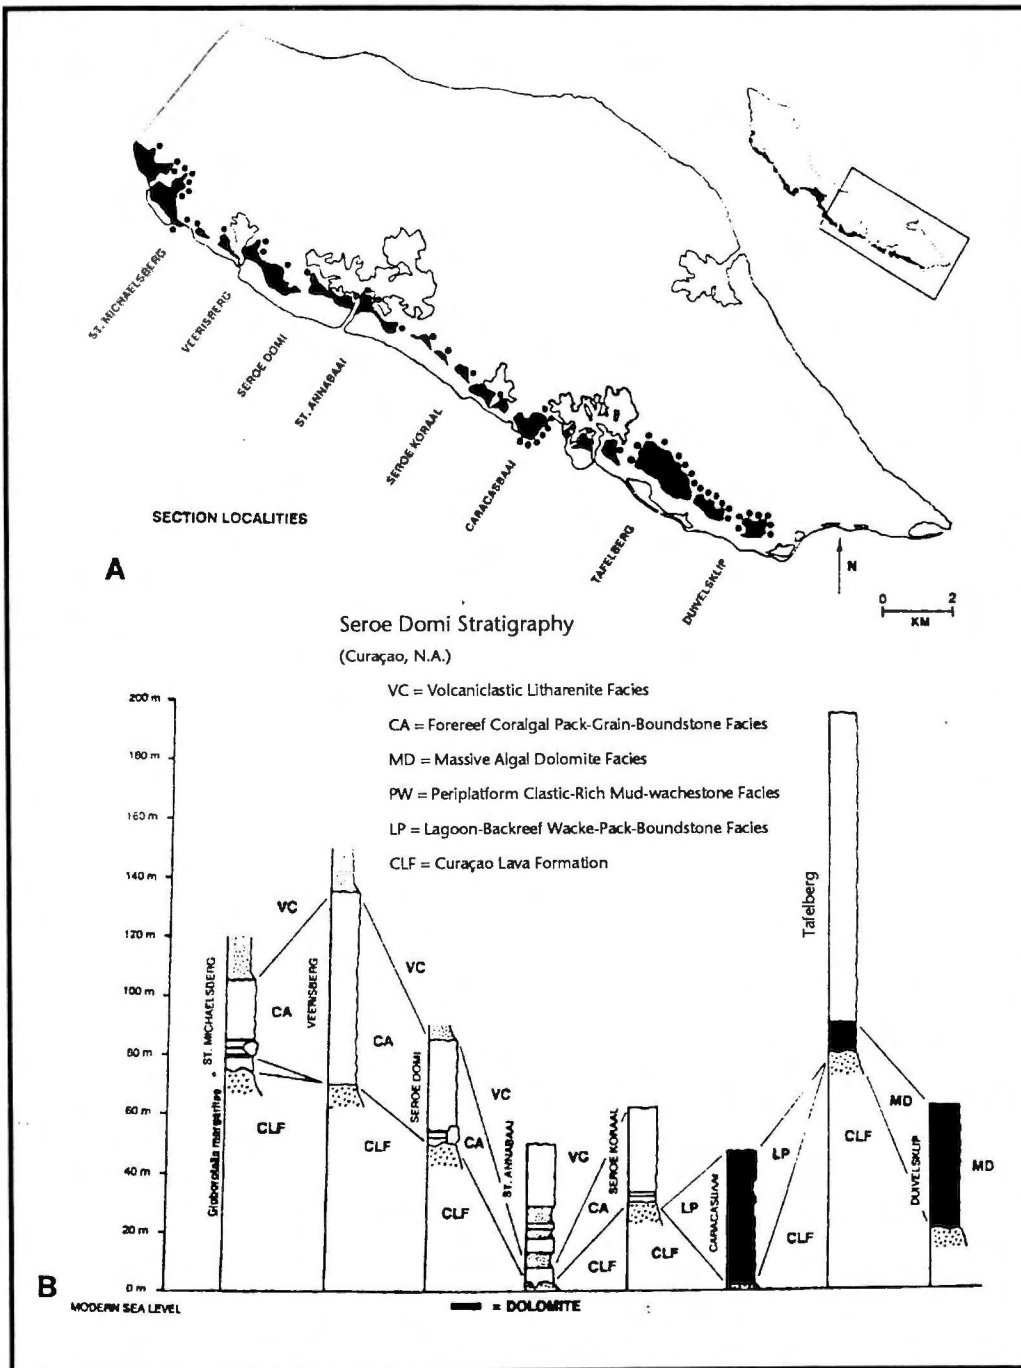 ST. MICHAELSBERG
VEERISBERG
SEROE DOMI
ST. ANNABAAI
SEROE KORAAL
CARACASBAAI
TAFELBERG
DUIVELSKLIP
SECTION LOCALITIES
A
N
0 2
KM
Seroe Domi Stratigraphy
(Curaçao, N.A.)
VC = Volcaniclastic Litharenite Facies
CA = Forereef Coralgal Pack-Grain-Boundstone Facies
MD = Massive Algal Dolomite Facies
PW = Periplatform Clastic-Rich Mud-wachestone Facies
LP = Lagoon-Backreef Wacke-Pack-Boundstone Facies
CLF = Curaçao Lava Formation
200 m
180 m
160 m
140 m
120 m
100 m
80 m
60 m
40 m
20 m
0 m
Globorotalia margarites
ST. MICHAELSBERG
VC
CA
CLF
VEERISBERG
CA
CLF
VC
SEROE DOMI
CA
CLF
VC
ST. ANNABAAI
VC
CA
CLF
SEROE KORAAL
LP
CLF
CARACASBAAI
LP
CLF
Tafelberg
CLF
MD
DUIVELSKLIP
MD
B
MODERN SEA LEVEL
= DOLOMITE